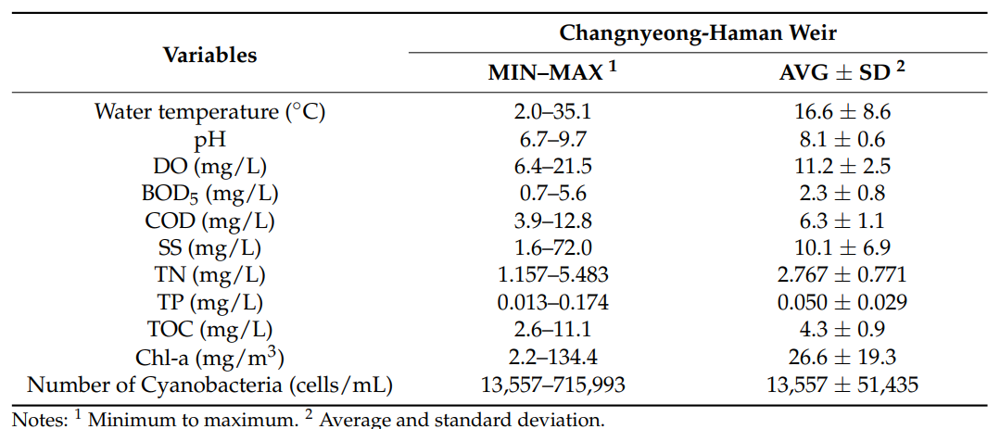 Variables Changnyeong-Haman Weir
MIN–MAX ¹ AVG ± SD ²
Water temperature (°C) 2.0–35.1 16.6 ± 8.6
pH 6.7–9.7 8.1 ± 0.6
DO (mg/L) 6.4–21.5 11.2 ± 2.5
BOD₅ (mg/L) 0.7–5.6 2.3 ± 0.8
COD (mg/L) 3.9–12.8 6.3 ± 1.1
SS (mg/L) 1.6–72.0 10.1 ± 6.9
TN (mg/L) 1.157–5.483 2.767 ± 0.771
TP (mg/L) 0.013–0.174 0.050 ± 0.029
TOC (mg/L) 2.6–11.1 4.3 ± 0.9
Chl-a (mg/m³) 2.2–134.4 26.6 ± 19.3
Number of Cyanobacteria (cells/mL) 13,557–715,993 13,557 ± 51,435
Notes: ¹ Minimum to maximum. ² Average and standard deviation.